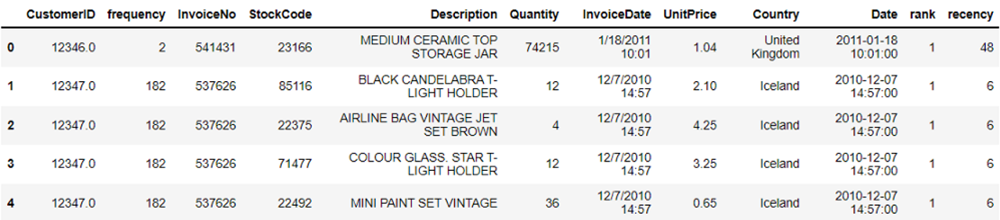 CustomerID frequency InvoiceNo StockCode Description Quantity InvoiceDate UnitPrice Country Date rank recency
0 12346.0 2 541431 23166 MEDIUM CERAMIC TOP STORAGE JAR 74215 1/18/2011 10:01 1.04 United Kingdom 2011-01-18 10:01:00 1 48
1 12347.0 182 537626 85116 BLACK CANDELABRA T-LIGHT HOLDER 12 12/7/2010 14:57 2.10 Iceland 2010-12-07 14:57:00 1 6
2 12347.0 182 537626 22375 AIRLINE BAG VINTAGE JET SET BROWN 4 12/7/2010 14:57 4.25 Iceland 2010-12-07 14:57:00 1 6
3 12347.0 182 537626 71477 COLOUR GLASS. STAR T-LIGHT HOLDER 12 12/7/2010 14:57 3.25 Iceland 2010-12-07 14:57:00 1 6
4 12347.0 182 537626 22492 MINI PAINT SET VINTAGE 36 12/7/2010 14:57 0.65 Iceland 2010-12-07 14:57:00 1 6